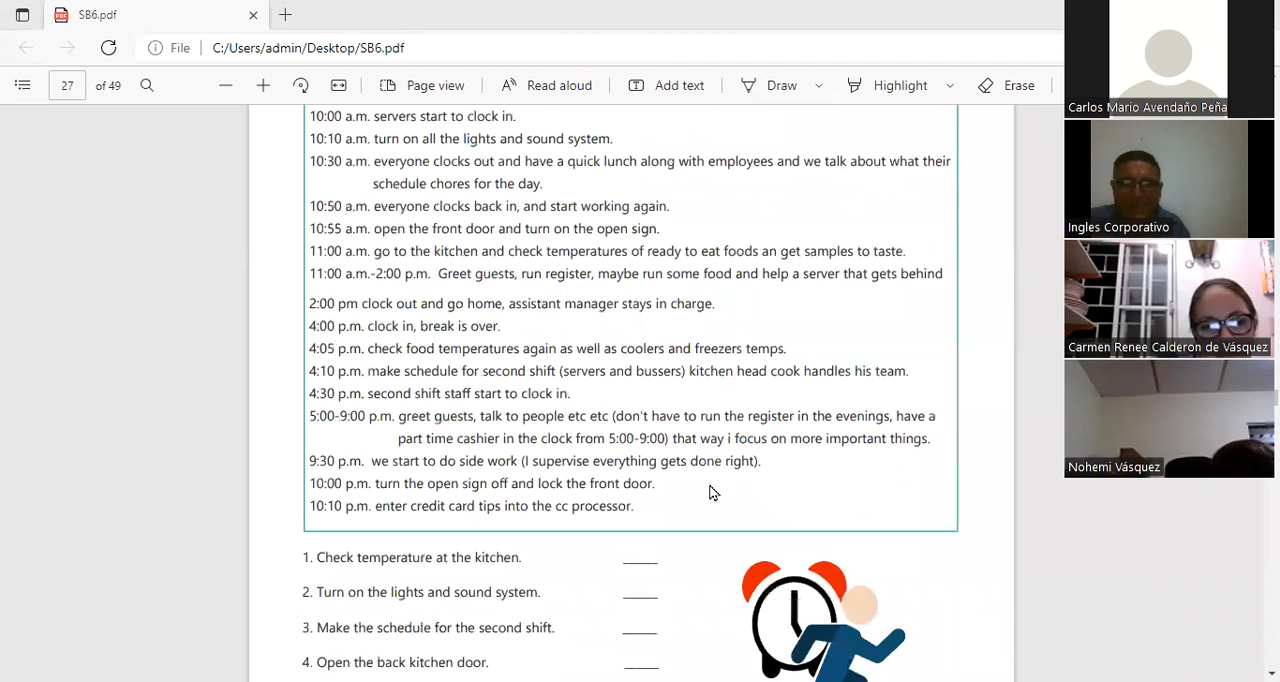 SB6.pdf
File
C:/Users/admin/Desktop/SB6.pdf
27 of 49
Page view
Read aloud
Add text
Draw
Highlight
Erase
10:00 a.m. servers start to clock in.
10:10 a.m. turn on all the lights and sound system.
10:30 a.m. everyone clocks out and have a quick lunch along with employees and we talk about what their
schedule chores for the day.
10:50 a.m. everyone clocks back in, and start working again.
10:55 a.m. open the front door and turn on the open sign.
11:00 a.m. go to the kitchen and check temperatures of ready to eat foods an get samples to taste.
11:00 a.m.-2:00 p.m. Greet guests, run register, maybe run some food and help a server that gets behind
2:00 pm clock out and go home, assistant manager stays in charge.
4:00 p.m. clock in, break is over.
4:05 p.m. check food temperatures again as well as coolers and freezers temps.
4:10 p.m. make schedule for second shift (servers and bussers) kitchen head cook handles his team.
4:30 p.m. second shift staff start to clock in.
5:00-9:00 p.m. greet guests, talk to people etc etc (don't have to run the register in the evenings, have a
part time cashier in the clock from 5:00-9:00) that way i focus on more important things.
9:30 p.m. we start to do side work (I supervise everything gets done right).
10:00 p.m. turn the open sign off and lock the front door.
10:10 p.m. enter credit card tips into the cc processor.
1. Check temperature at the kitchen. _____
2. Turn on the lights and sound system. _____
3. Make the schedule for the second shift. _____
4. Open the back kitchen door. _____
Carlos Mario Avendaño Peña
Ingles Corporativo
Carmen Renee Calderon de Vásquez
Nohemi Vásquez